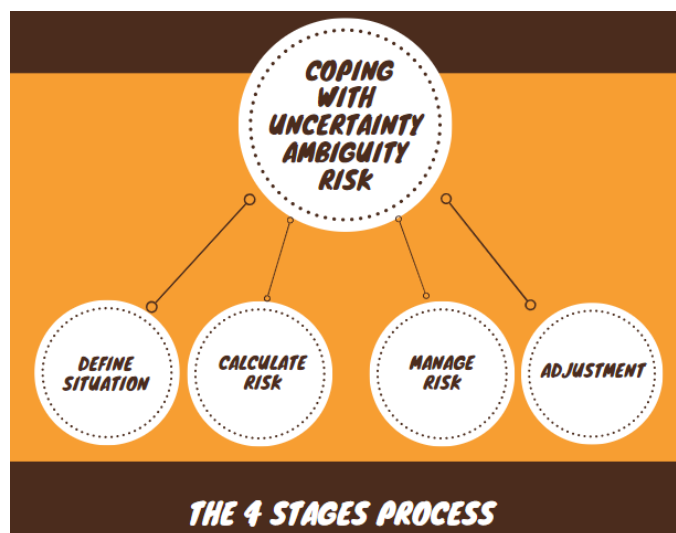 COPING
WITH
UNCERTAINTY
AMBIGUITY
RISK
DEFINE
SITUATION
CALCULATE
RISK
MANAGE
RISK
ADJUSTMENT
THE 4 STAGES PROCESS